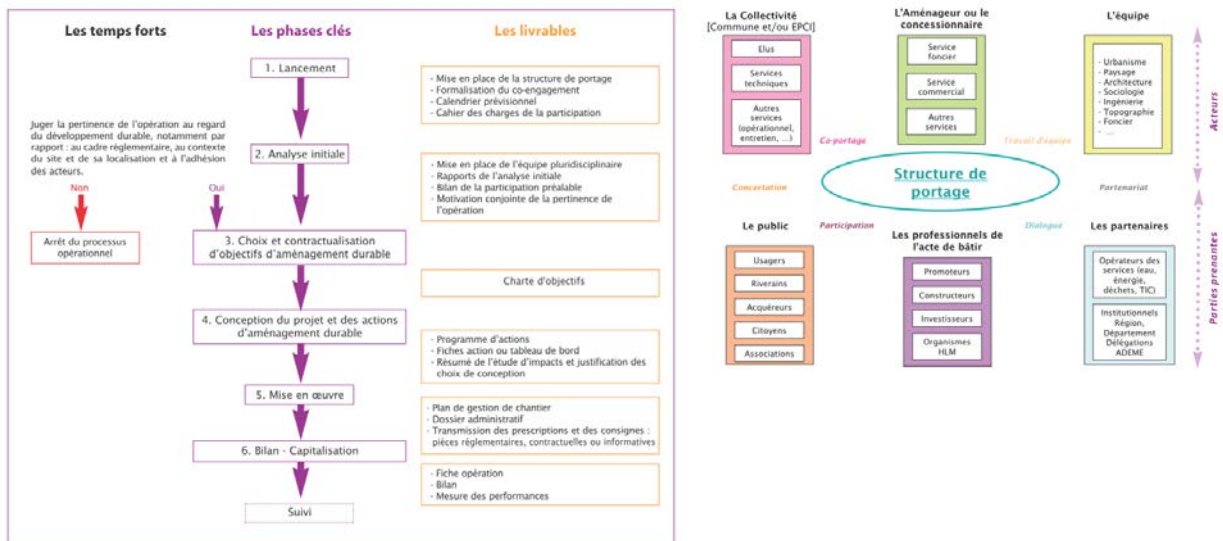 Les temps forts
Les phases clés
Les livrables
1. Lancement
- Mise en place de la structure de portage
- Formalisation du co-engagement
- Calendrier prévisionnel
- Cahier des charges de la participation
Juger la pertinence de l'opération au regard
du développement durable, notamment par
rapport : au cadre règlementaire, au contexte
du site et de sa localisation et à l'adhésion
des acteurs.
2. Analyse initiale
- Mise en place de l'équipe pluridisciplinaire
- Rapports de l'analyse initiale
- Bilan de la participation préalable
- Motivation conjointe de la pertinence de
l'opération
Non
Oui
Arrêt du processus
opérationnel
3. Choix et contractualisation
d'objectifs d'aménagement durable
Charte d'objectifs
4. Conception du projet et des actions
d'aménagement durable
- Programme d'actions
- Fiches action ou tableau de bord
- Résumé de l'étude d'impacts et justification des
choix de conception
5. Mise en œuvre
- Plan de gestion de chantier
- Dossier administratif
- Transmission des prescriptions et des consignes :
pièces règlementaires, contractuelles ou informatives
6. Bilan - Capitalisation
- Fiche opération
- Bilan
- Mesure des performances
Suivi
La Collectivité
[Commune et/ou EPCI]
Elus
Services
techniques
Autres
services
(opérationnel,
entretien, ...)
L'Aménageur ou le
concessionnaire
Service
foncier
Service
commercial
Autres
services
L'équipe
- Urbanisme
- Paysage
- Architecture
- Sociologie
- Ingénierie
- Topographie
- Foncier
- ...
Acteurs
Co-portage
Travail d'équipe
Concertation
Structure de
portage
Partenariat
Participation
Dialogue
Le public
Usagers
Riverains
Acquéreurs
Citoyens
Associations
Les professionnels de
l'acte de bâtir
Promoteurs
Constructeurs
Investisseurs
Organismes
HLM
Les partenaires
Opérateurs des
services (eau,
énergie,
déchets, TIC)
Institutionnels
Région,
Département
Délégations
ADEME
Parties prenantes